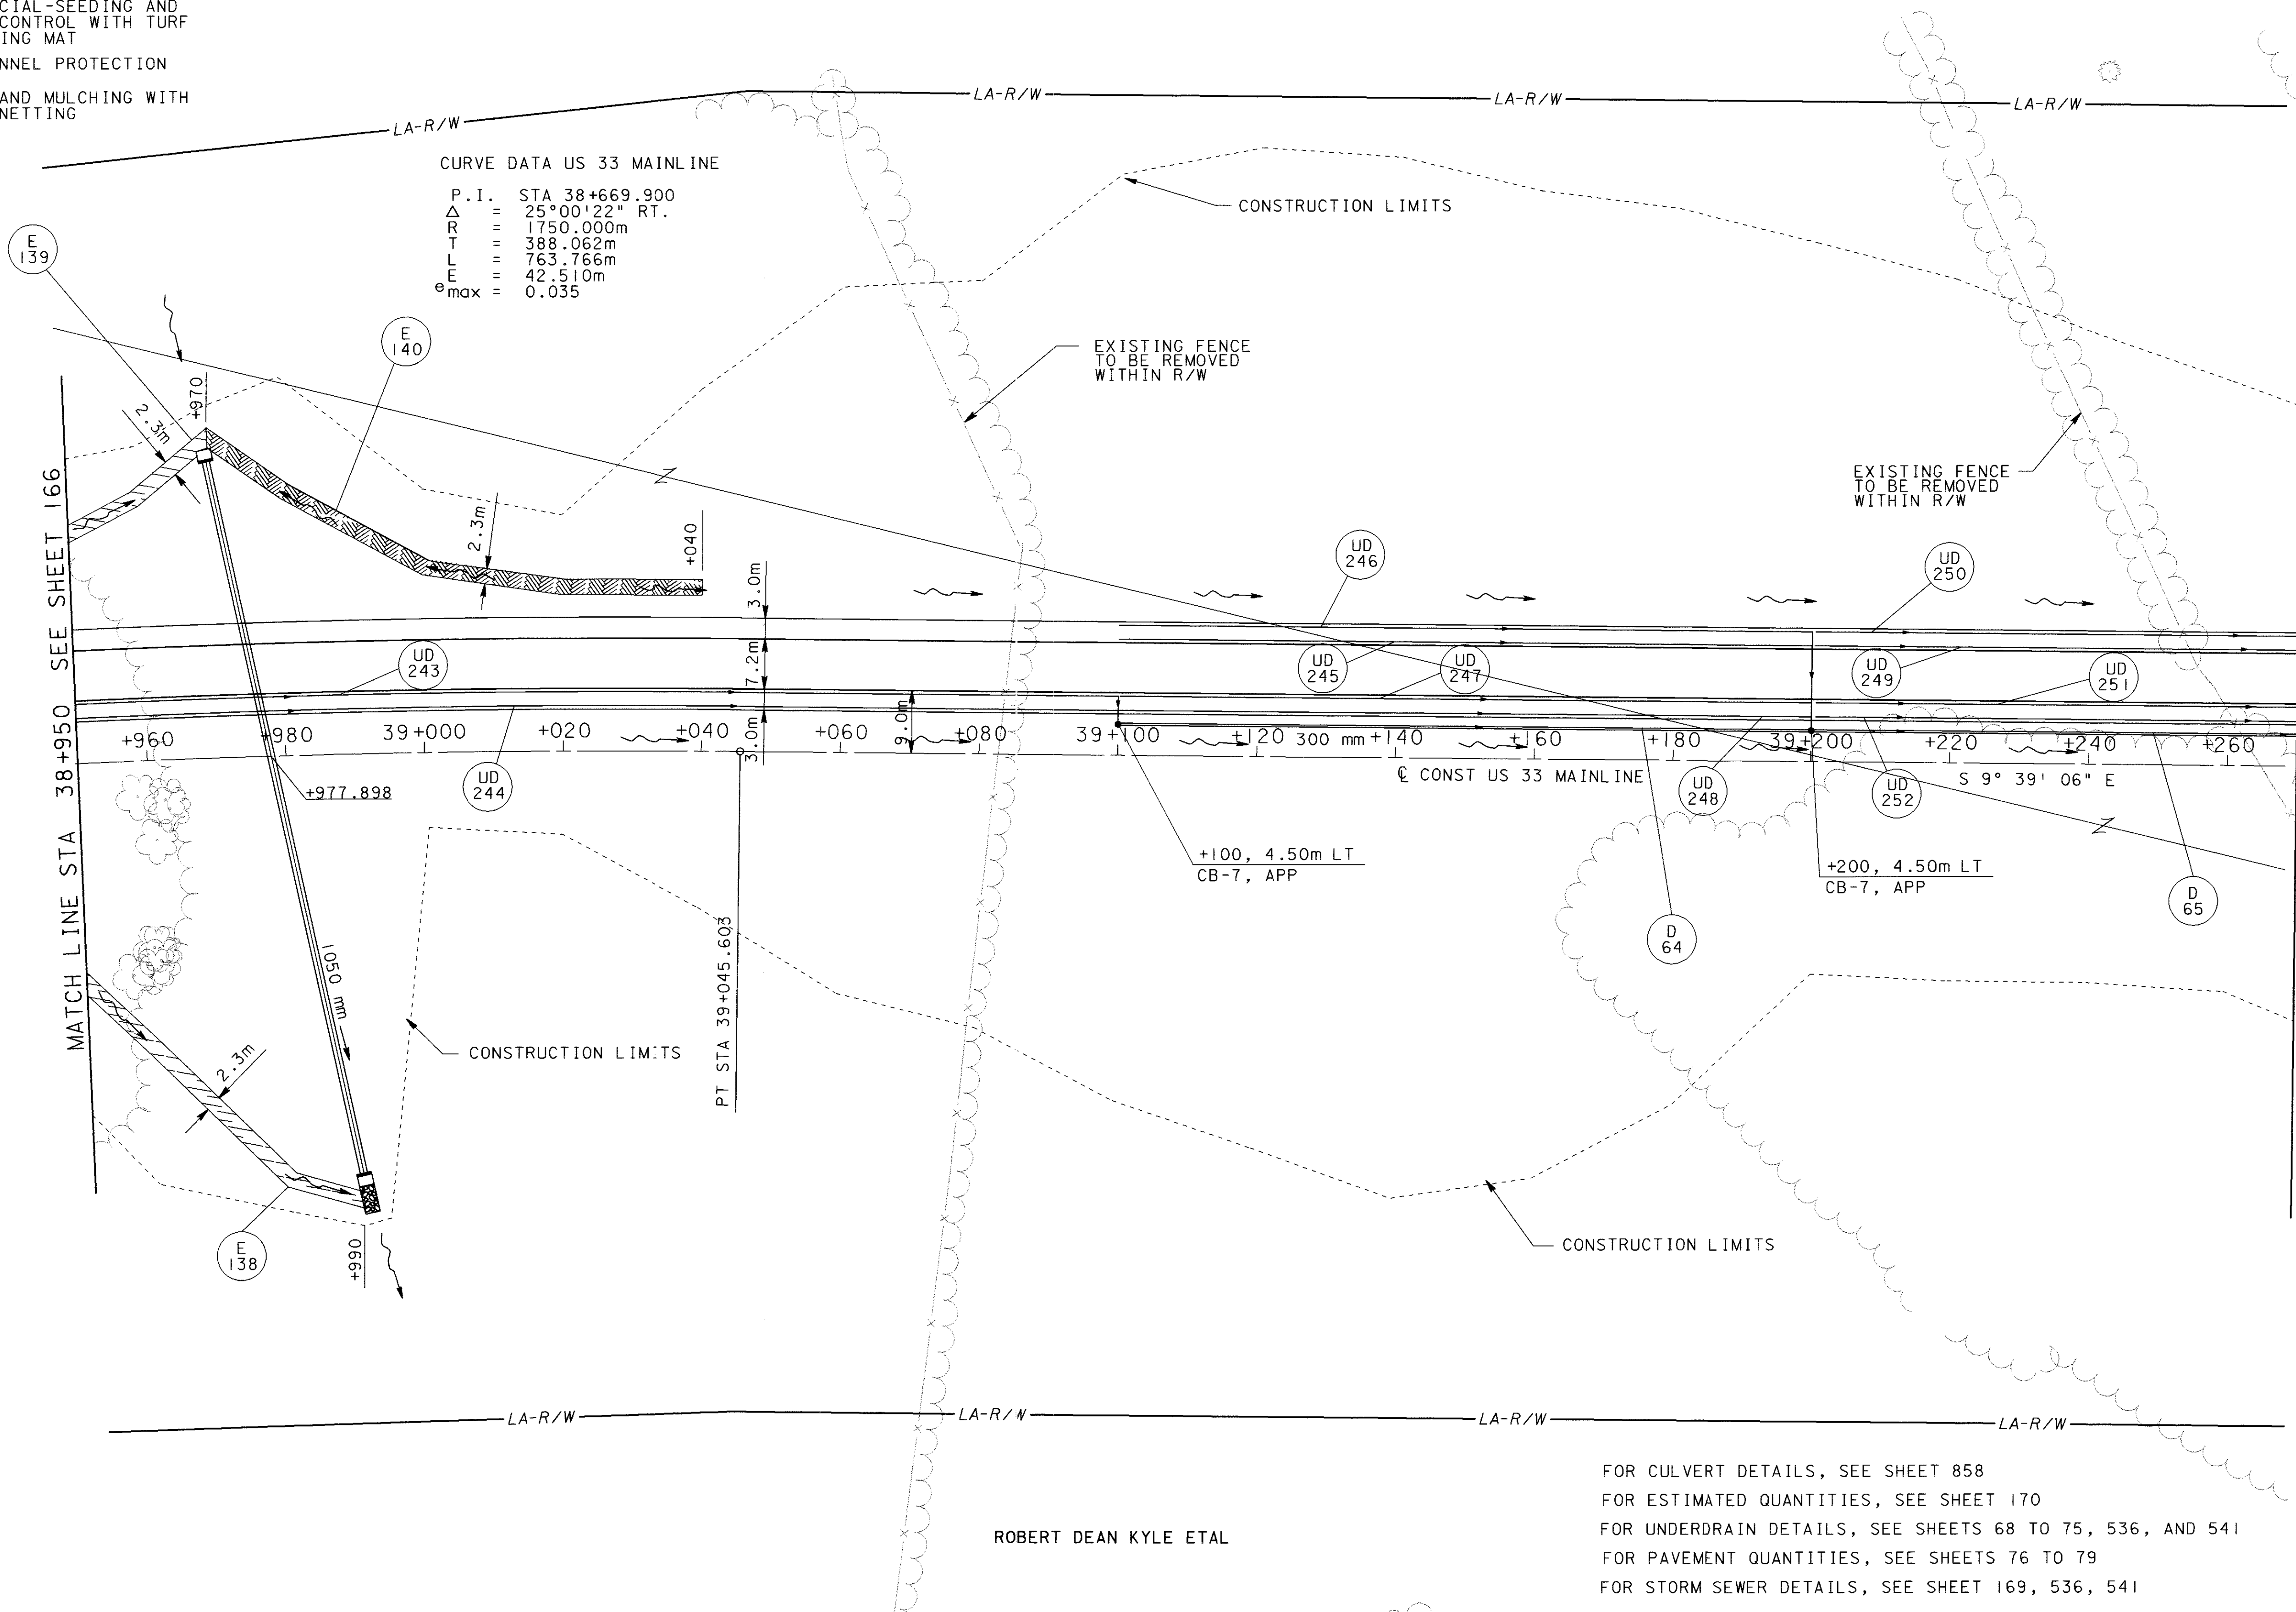 CIAL-SEEDING AND
CONTROL WITH TURF
ING MAT
NNEL PROTECTION
AND MULCHING WITH
NETTING
LA-R/W
LA-R/W
LA-R/W
LA-R/W
CURVE DATA US 33 MAINLINE
P.I. STA 38+669.900
Δ = 25°00'22" RT.
R = 1750.000m
T = 388.062m
L = 763.766m
E = 42.510m
e max = 0.035
CONSTRUCTION LIMITS
E
139
E
140
EXISTING FENCE
TO BE REMOVED
WITHIN R/W
EXISTING FENCE
TO BE REMOVED
WITHIN R/W
+970
2.3m
2.3m
+040
3.0m
7.2m
3.0m
9.0m
MATCH LINE STA 38+950 SEE SHEET 166
UD
246
UD
250
UD
243
UD
245
UD
247
UD
249
UD
251
+960
+980
39+000
+020
+040
+060
+080
39+100
+120
300 mm
+140
+160
+180
39+200
+220
+240
+260
℄ CONST US 33 MAINLINE
S 9° 39' 06" E
UD
244
UD
248
UD
252
+977.898
+100, 4.50m LT
CB-7, APP
+200, 4.50m LT
CB-7, APP
D
64
D
65
1050 mm
PT STA 39+045.603
CONSTRUCTION LIMITS
2.3m
E
138
+990
CONSTRUCTION LIMITS
LA-R/W
LA-R/W
LA-R/W
LA-R/W
FOR CULVERT DETAILS, SEE SHEET 858
FOR ESTIMATED QUANTITIES, SEE SHEET 170
FOR UNDERDRAIN DETAILS, SEE SHEETS 68 TO 75, 536, AND 541
FOR PAVEMENT QUANTITIES, SEE SHEETS 76 TO 79
FOR STORM SEWER DETAILS, SEE SHEET 169, 536, 541
ROBERT DEAN KYLE ETAL